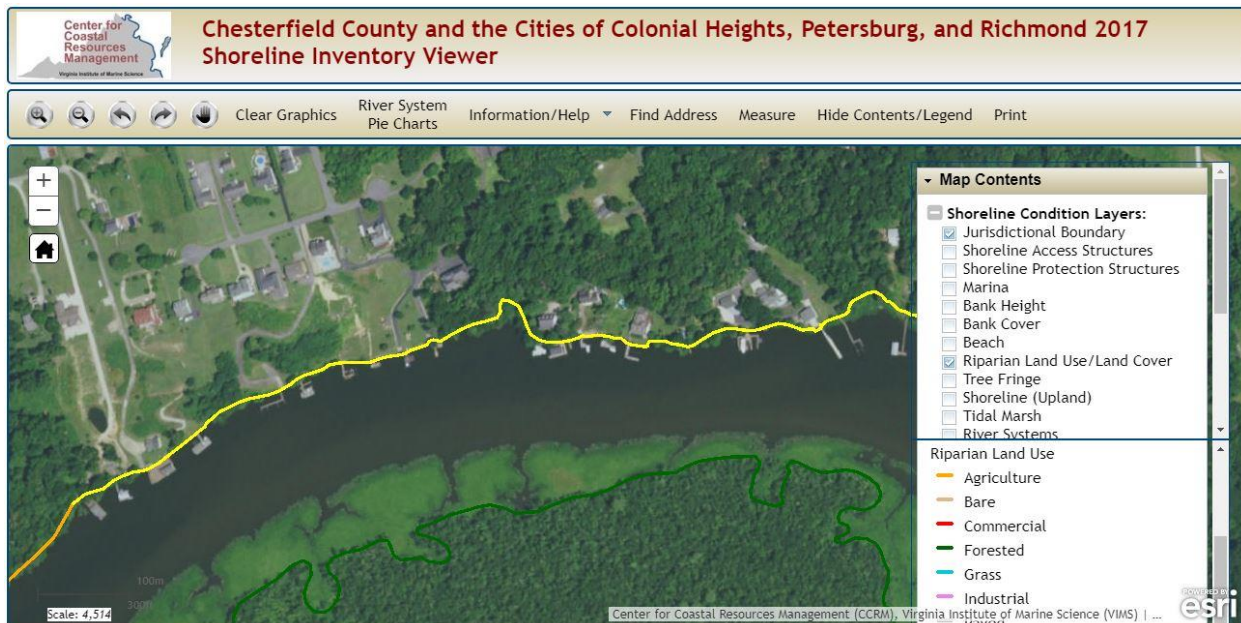 Center for
Coastal
Resources
Management
Virginia Institute of Marine Science
Chesterfield County and the Cities of Colonial Heights, Petersburg, and Richmond 2017
Shoreline Inventory Viewer
Clear Graphics
River System
Pie Charts
Information/Help
Find Address
Measure
Hide Contents/Legend
Print
+
−
Map Contents
Shoreline Condition Layers:
Jurisdictional Boundary
Shoreline Access Structures
Shoreline Protection Structures
Marina
Bank Height
Bank Cover
Beach
Riparian Land Use/Land Cover
Tree Fringe
Shoreline (Upland)
Tidal Marsh
River Systems
Riparian Land Use
Agriculture
Bare
Commercial
Forested
Grass
Industrial
100m
300ft
Scale: 4,514
Center for Coastal Resources Management (CCRM), Virginia Institute of Marine Science (VIMS) | ...
POWERED BY
esri